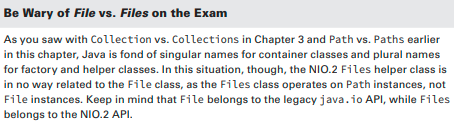 Be Wary of File vs. Files on the Exam
As you saw with Collection vs. Collections in Chapter 3 and Path vs. Paths earlier
in this chapter, Java is fond of singular names for container classes and plural names
for factory and helper classes. In this situation, though, the NIO.2 Files helper class is
in no way related to the File class, as the Files class operates on Path instances, not
File instances. Keep in mind that File belongs to the legacy java.io API, while Files
belongs to the NIO.2 API.